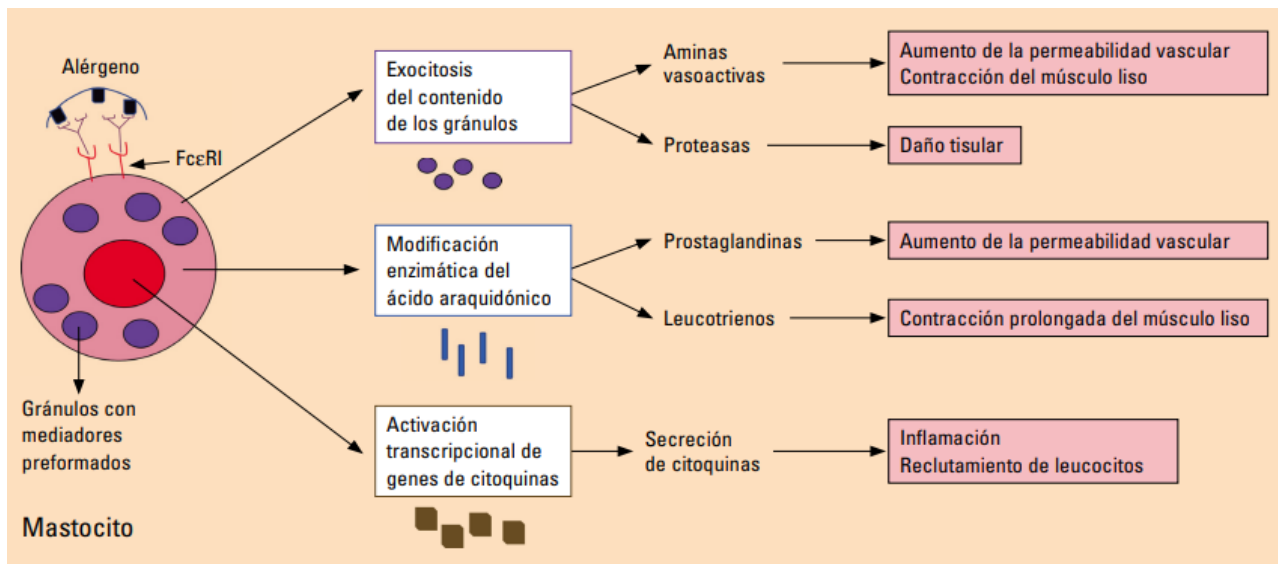 Alérgeno
FcεRI
Gránulos con
mediadores
preformados
Mastocito
Exocitosis
del contenido
de los gránulos
Aminas
vasoactivas
Aumento de la permeabilidad vascular
Contracción del músculo liso
Proteasas
Daño tisular
Modificación
enzimática del
ácido araquidónico
Prostaglandinas
Aumento de la permeabilidad vascular
Leucotrienos
Contracción prolongada del músculo liso
Activación
transcripcional de
genes de citoquinas
Secreción
de citoquinas
Inflamación
Reclutamiento de leucocitos